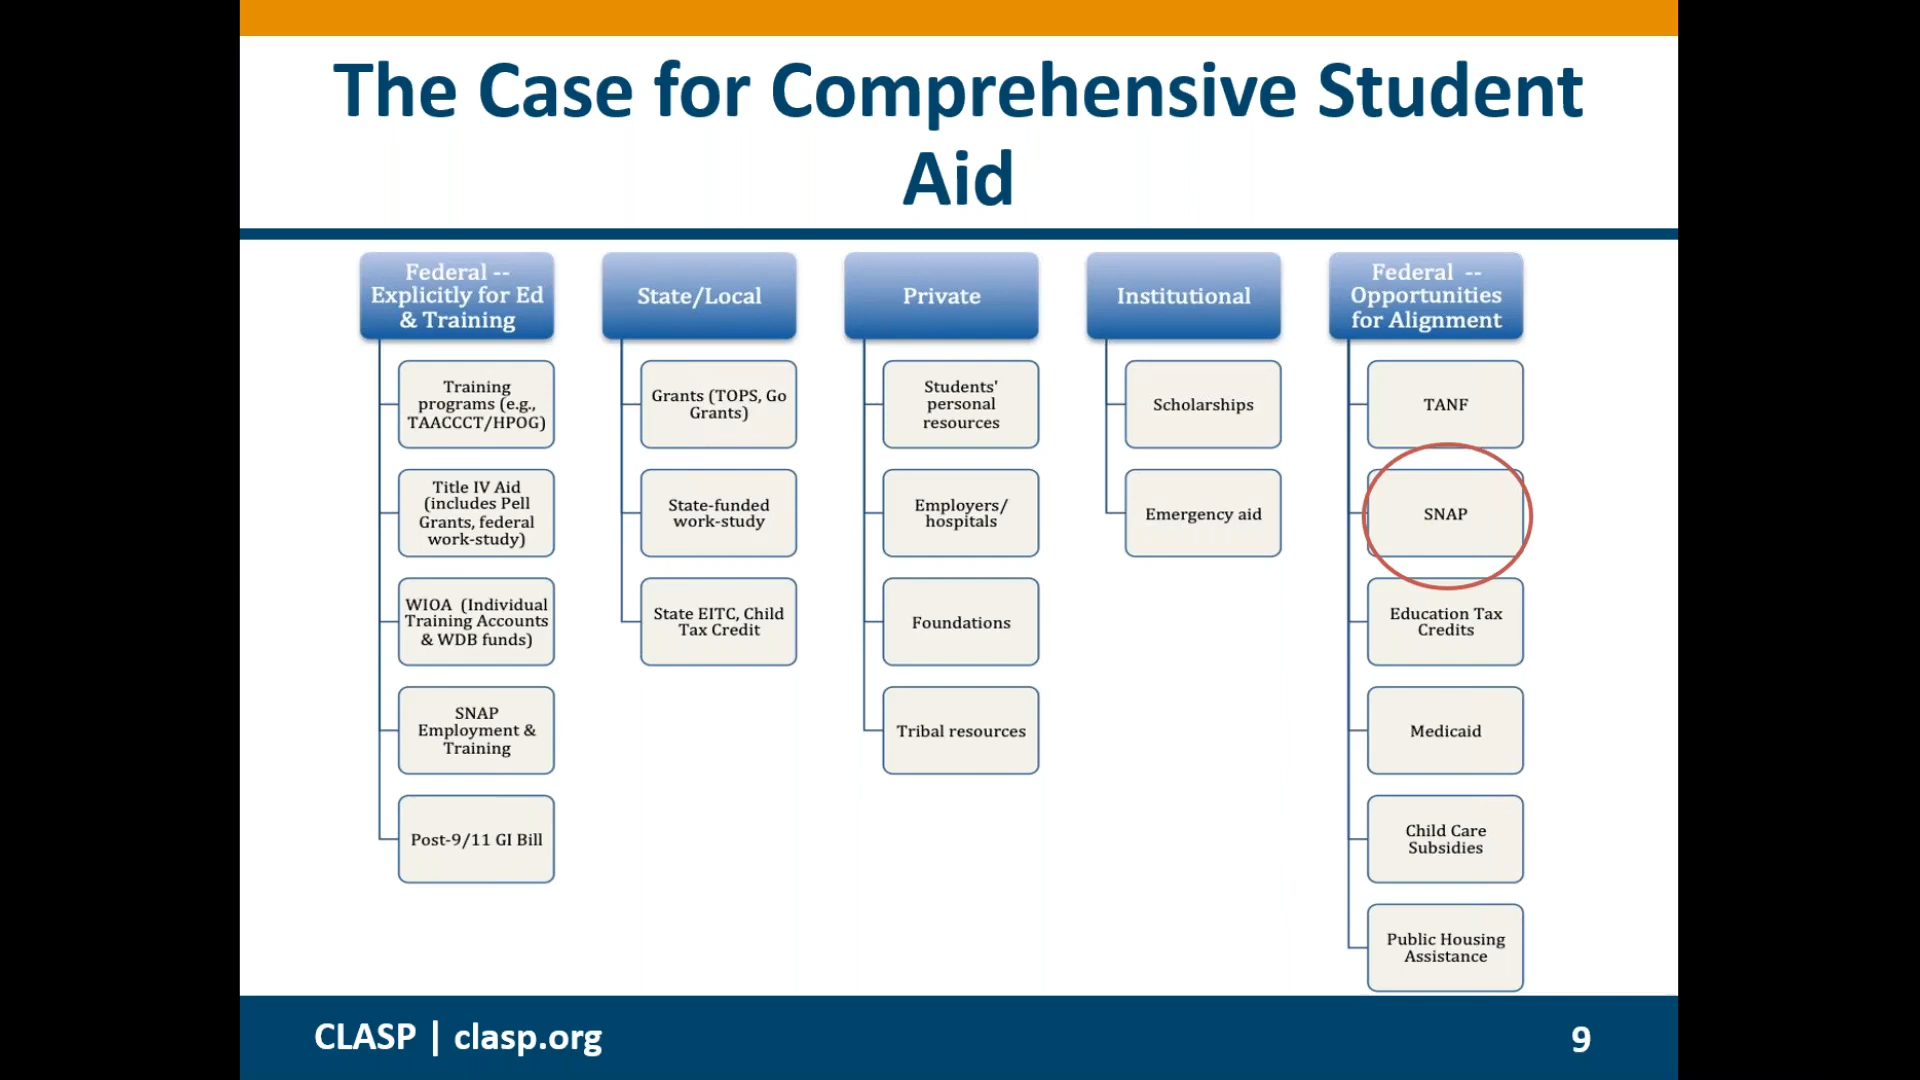 The Case for Comprehensive Student
Aid
Federal --
Explicitly for Ed
& Training
Training
programs (e.g.,
TAACCCT/HPOG)
Title IV Aid
(includes Pell
Grants, federal
work-study)
WIOA (Individual
Training Accounts
& WDB funds)
SNAP
Employment &
Training
Post-9/11 GI Bill
State/Local
Grants (TOPS, Go
Grants)
State-funded
work-study
State EITC, Child
Tax Credit
Private
Students'
personal
resources
Employers/
hospitals
Foundations
Tribal resources
Institutional
Scholarships
Emergency aid
Federal --
Opportunities
for Alignment
TANF
SNAP
Education Tax
Credits
Medicaid
Child Care
Subsidies
Public Housing
Assistance
CLASP | clasp.org
9